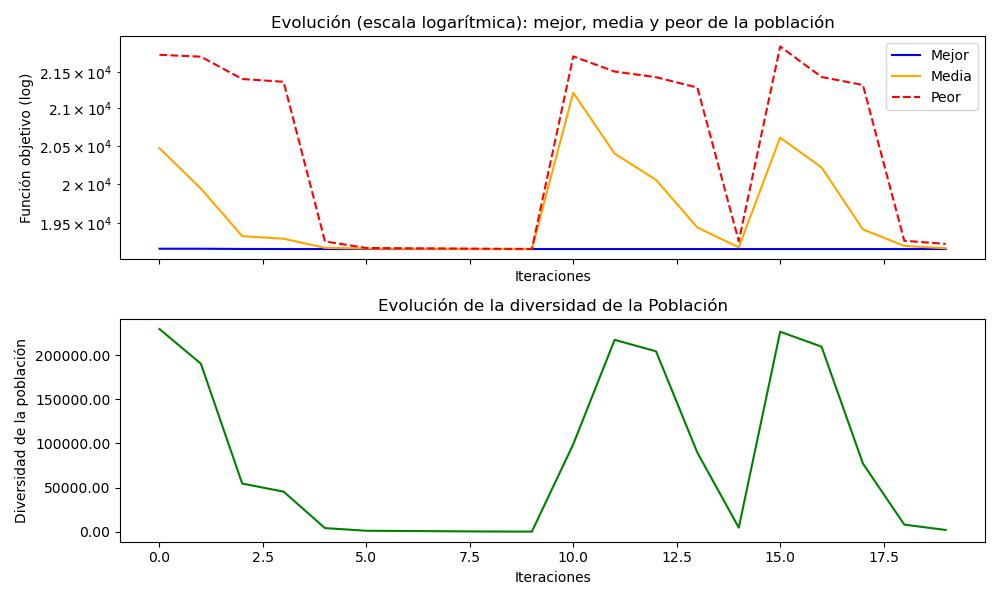 Evolución (escala logarítmica): mejor, media y peor de la población
Función objetivo (log)
2.15 × 10⁴
2.1 × 10⁴
2.05 × 10⁴
2 × 10⁴
1.95 × 10⁴
Mejor
Media
Peor
Iteraciones
Evolución de la diversidad de la Población
Diversidad de la población
200000.00
150000.00
100000.00
50000.00
0.00
0.0 2.5 5.0 7.5 10.0 12.5 15.0 17.5
Iteraciones